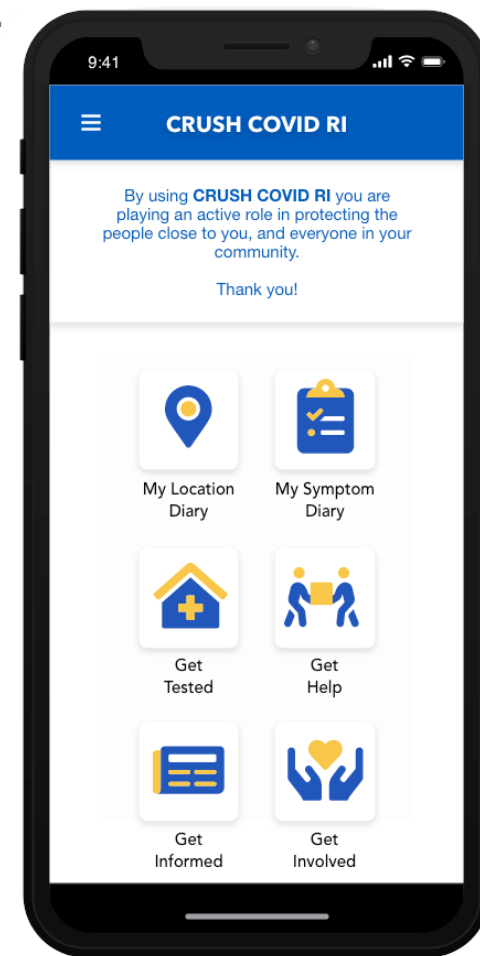 9:41
CRUSH COVID RI
By using CRUSH COVID RI you are
playing an active role in protecting the
people close to you, and everyone in your
community.
Thank you!
My Location
Diary
My Symptom
Diary
Get
Tested
Get
Help
Get
Informed
Get
Involved